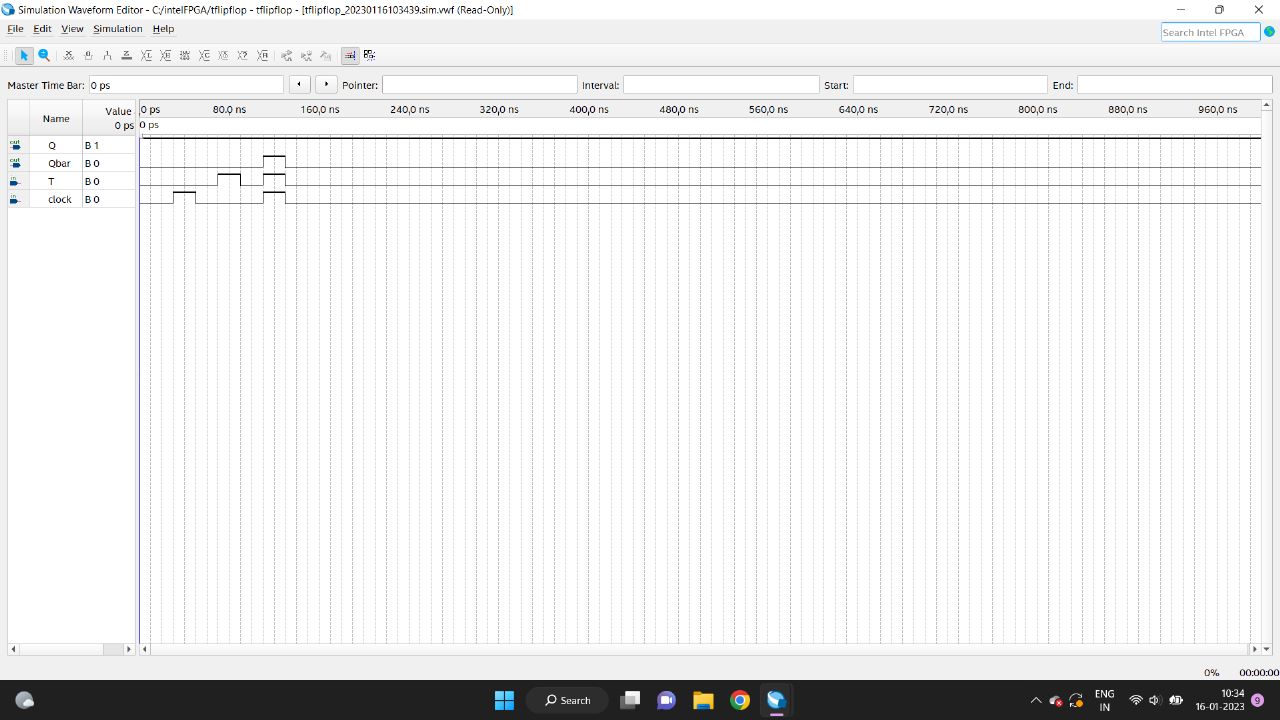 Simulation Waveform Editor - C:/intelFPGA/tflipflop - tflipflop - [tflipflop_20230116103439.sim.vwf (Read-Only)]
File Edit View Simulation Help
Search Intel FPGA
Master Time Bar: 0 ps Pointer: Interval: Start: End:
Name Value
0 ps
0 ps 80.0 ns 160.0 ns 240.0 ns 320.0 ns 400.0 ns 480.0 ns 560.0 ns 640.0 ns 720.0 ns 800.0 ns 880.0 ns 960.0 ns
0 ps
out Q B 1
out Qbar B 0
in T B 0
in clock B 0
0% 00:00:00
Search
ENG
IN
10:34
16-01-2023
9